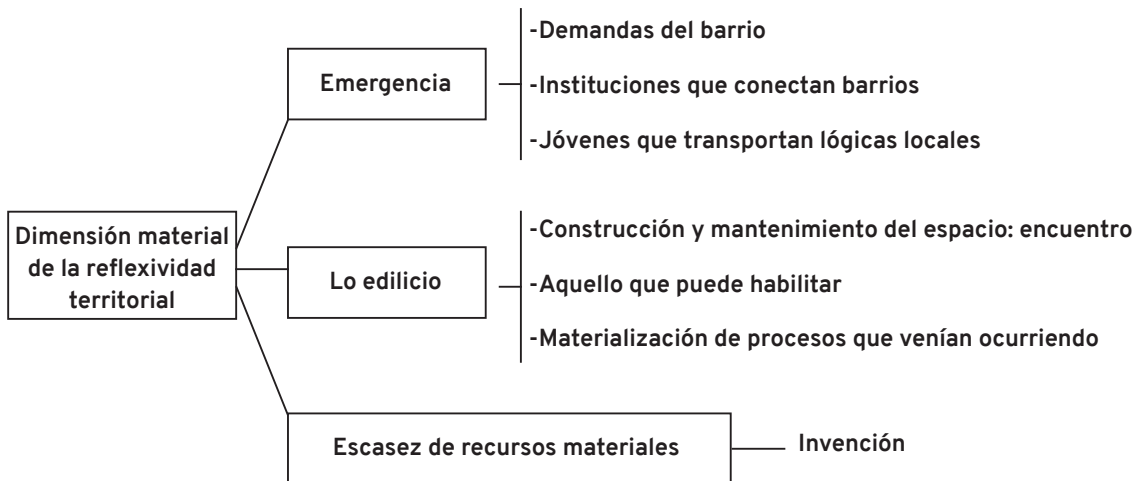 Dimensión material
de la reflexividad
territorial
Emergencia
-Demandas del barrio
-Instituciones que conectan barrios
-Jóvenes que transportan lógicas locales
Lo edilicio
-Construcción y mantenimiento del espacio: encuentro
-Aquello que puede habilitar
-Materialización de procesos que venían ocurriendo
Escasez de recursos materiales
Invención